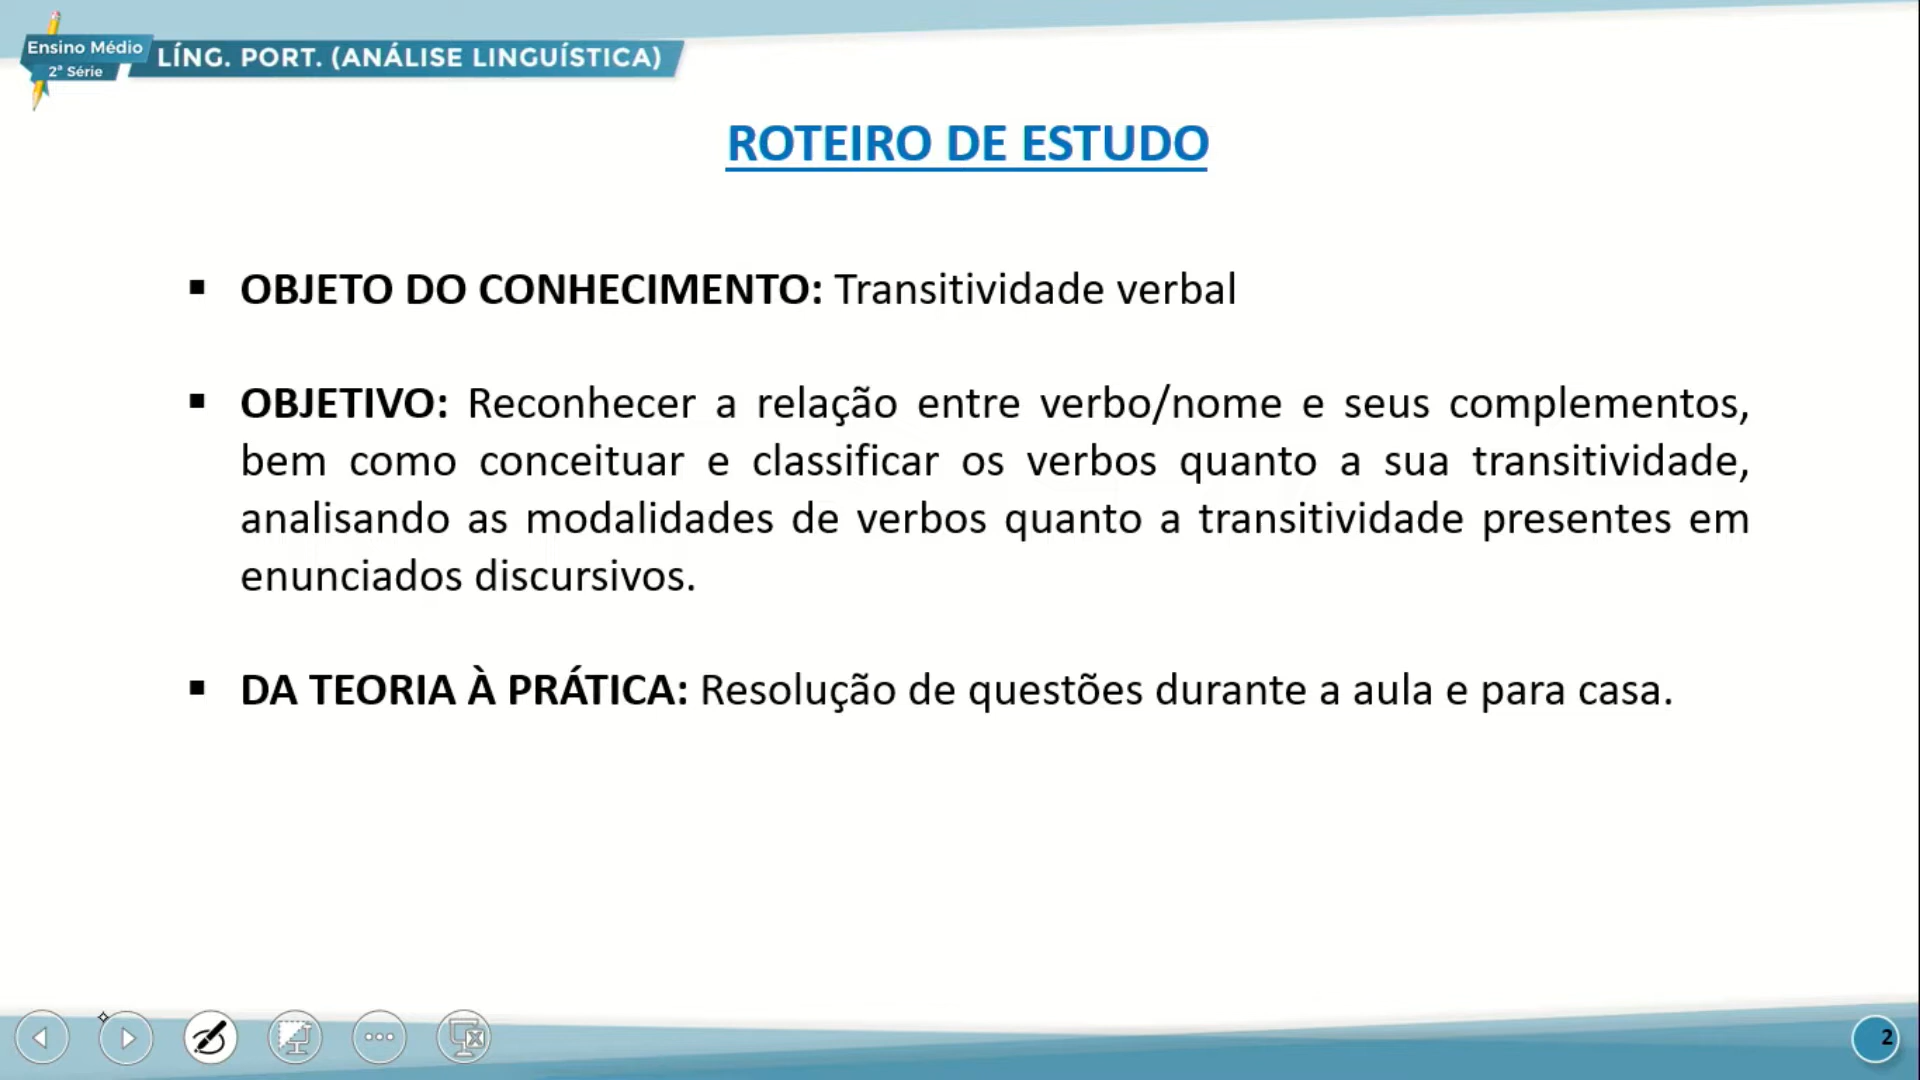 Ensino Médio
2ª Série
LÍNG. PORT. (ANÁLISE LINGUÍSTICA)
ROTEIRO DE ESTUDO
▪ OBJETO DO CONHECIMENTO: Transitividade verbal
▪ OBJETIVO: Reconhecer a relação entre verbo/nome e seus complementos,
bem como conceituar e classificar os verbos quanto a sua transitividade,
analisando as modalidades de verbos quanto a transitividade presentes em
enunciados discursivos.
▪ DA TEORIA À PRÁTICA: Resolução de questões durante a aula e para casa.
2